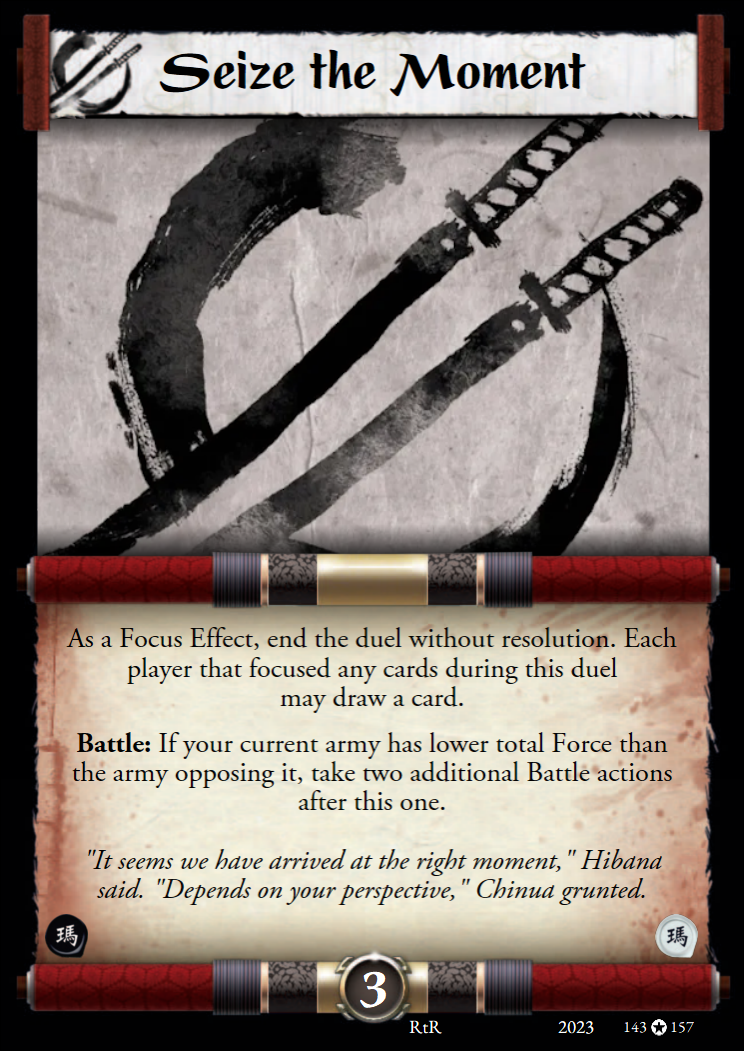 Seize the Moment
As a Focus Effect, end the duel without resolution. Each
player that focused any cards during this duel
may draw a card.
Battle: If your current army has lower total Force than
the army opposing it, take two additional Battle actions
after this one.
"It seems we have arrived at the right moment," Hibana
said. "Depends on your perspective," Chinua grunted.
瑪 瑪
3
RtR 2023 143 ✪ 157